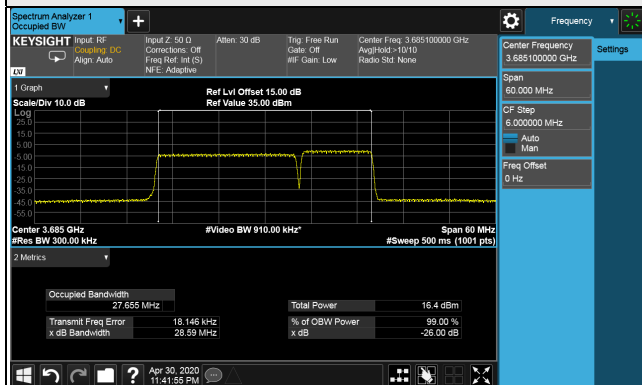 Spectrum Analyzer 1
Occupied BW
Frequency
KEYSIGHT
Input: RF
Coupling: DC
Align: Auto
Input Z: 50 Ω
Corrections: Off
Freq Ref: Int (S)
NFE: Adaptive
Atten: 30 dB
Trig: Free Run
Gate: Off
#IF Gain: Low
Center Freq: 3.685100000 GHz
Avg|Hold:>10/10
Radio Std: None
LXI
Center Frequency
3.685100000 GHz
Settings
Span
60.000 MHz
CF Step
6.000000 MHz
Auto
Man
Freq Offset
0 Hz
1 Graph
Scale/Div 10.0 dB
Ref Lvl Offset 15.00 dB
Ref Value 35.00 dBm
Log
25.0
15.0
5.00
-5.00
-15.0
-25.0
-35.0
-45.0
-55.0
Center 3.685 GHz
#Res BW 300.00 kHz
#Video BW 910.00 kHz*
Span 60 MHz
#Sweep 500 ms (1001 pts)
2 Metrics
Occupied Bandwidth
27.655 MHz
Total Power 16.4 dBm
Transmit Freq Error 18.146 kHz
% of OBW Power 99.00 %
x dB Bandwidth 28.59 MHz
x dB -26.00 dB
?
Apr 30, 2020
11:41:55 PM